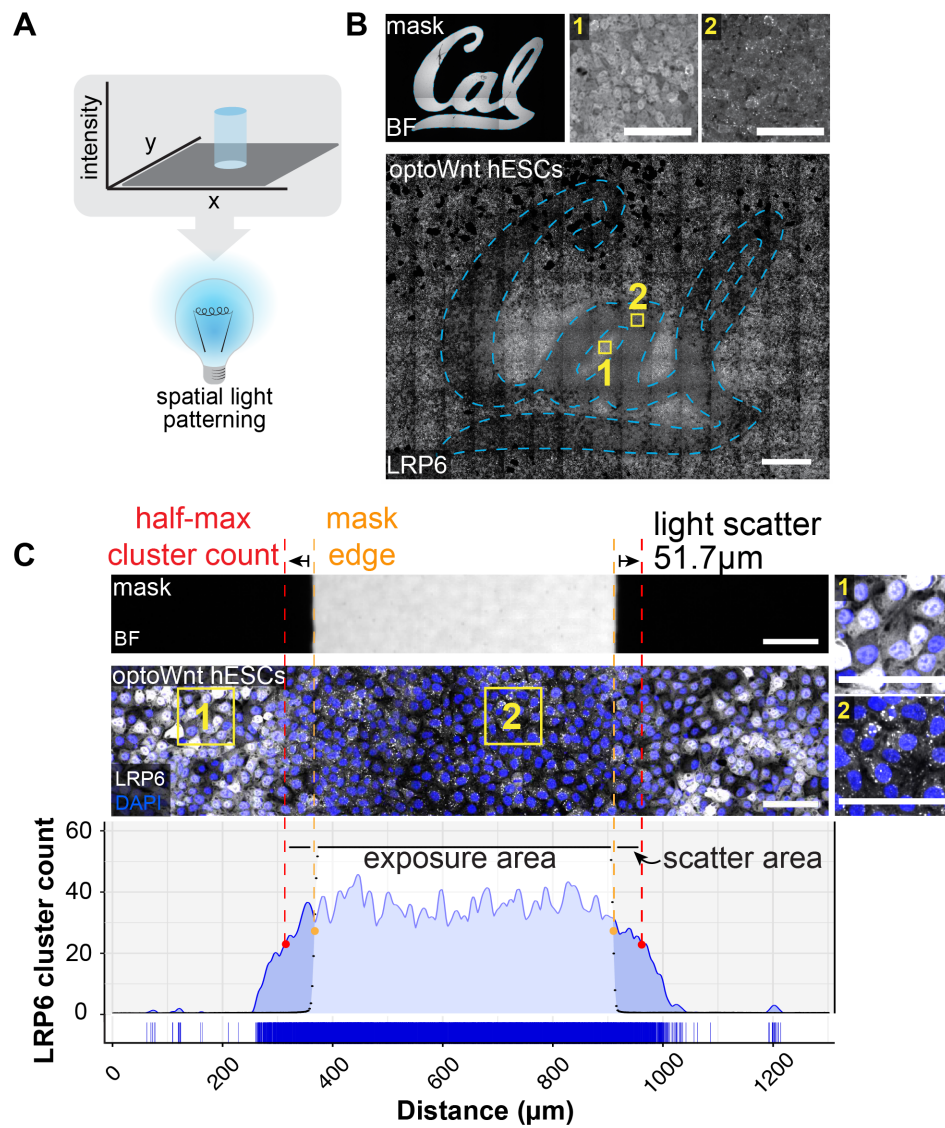 A
intensity
y
x
spatial light
patterning
B
mask
Cal
BF
1
2
optoWnt hESCs
2
1
LRP6
C
half-max
cluster count
mask
edge
light scatter
51.7µm
mask
BF
1
optoWnt hESCs
1
2
LRP6
DAPI
2
LRP6 cluster count
60
40
20
0
exposure area
scatter area
0
200
400
600
800
1000
1200
Distance (µm)